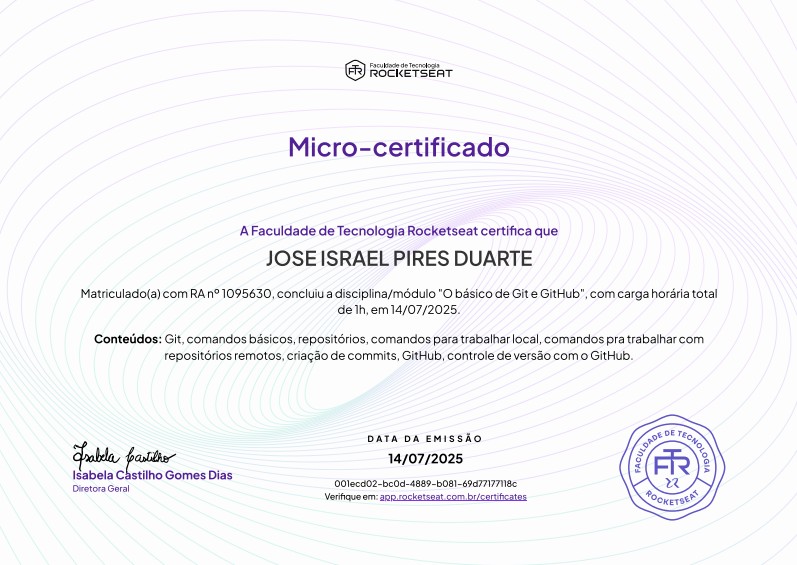 Faculdade de Tecnologia
ROCKETSEAT
Micro-certificado
A Faculdade de Tecnologia Rocketseat certifica que
JOSE ISRAEL PIRES DUARTE
Matriculado(a) com RA nº 1095630, concluiu a disciplina/módulo "O básico de Git e GitHub", com carga horária total
de 1h, em 14/07/2025.
Conteúdos: Git, comandos básicos, repositórios, comandos para trabalhar local, comandos pra trabalhar com
repositórios remotos, criação de commits, GitHub, controle de versão com o GitHub.
Isabela Castilho
Isabela Castilho Gomes Dias
Diretora Geral
DATA DA EMISSÃO
14/07/2025
001ecd02-bc0d-4889-b081-69d77177118c
Verifique em: app.rocketseat.com.br/certificates
FACULDADE DE TECNOLOGIA
FTR
ROCKETSEAT